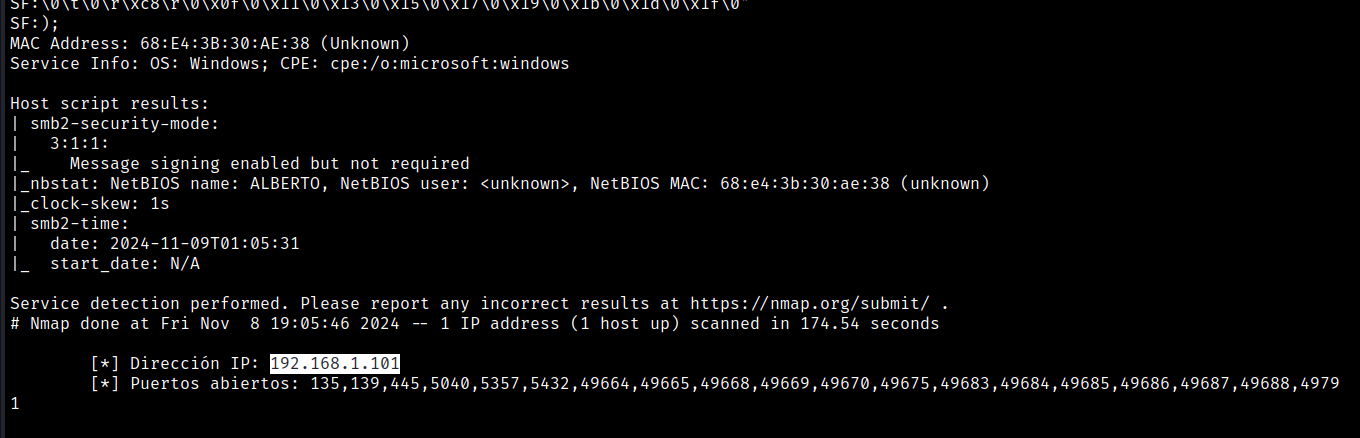 SF:\0\t\0\r\xc8\r\0\x0f\0\x11\0\x13\0\x15\0\x17\0\x19\0\x1b\0\x1d\0\x1f\0"
SF:);
MAC Address: 68:E4:3B:30:AE:38 (Unknown)
Service Info: OS: Windows; CPE: cpe:/o:microsoft:windows
Host script results:
| smb2-security-mode:
|   3:1:1:
|_    Message signing enabled but not required
|_nbstat: NetBIOS name: ALBERTO, NetBIOS user: <unknown>, NetBIOS MAC: 68:e4:3b:30:ae:38 (unknown)
|_clock-skew: 1s
| smb2-time:
|   date: 2024-11-09T01:05:31
|_  start_date: N/A
Service detection performed. Please report any incorrect results at https://nmap.org/submit/ .
# Nmap done at Fri Nov  8 19:05:46 2024 -- 1 IP address (1 host up) scanned in 174.54 seconds
[*] Dirección IP: 192.168.1.101
[*] Puertos abiertos: 135,139,445,5040,5357,5432,49664,49665,49668,49669,49670,49675,49683,49684,49685,49686,49687,49688,4979
1